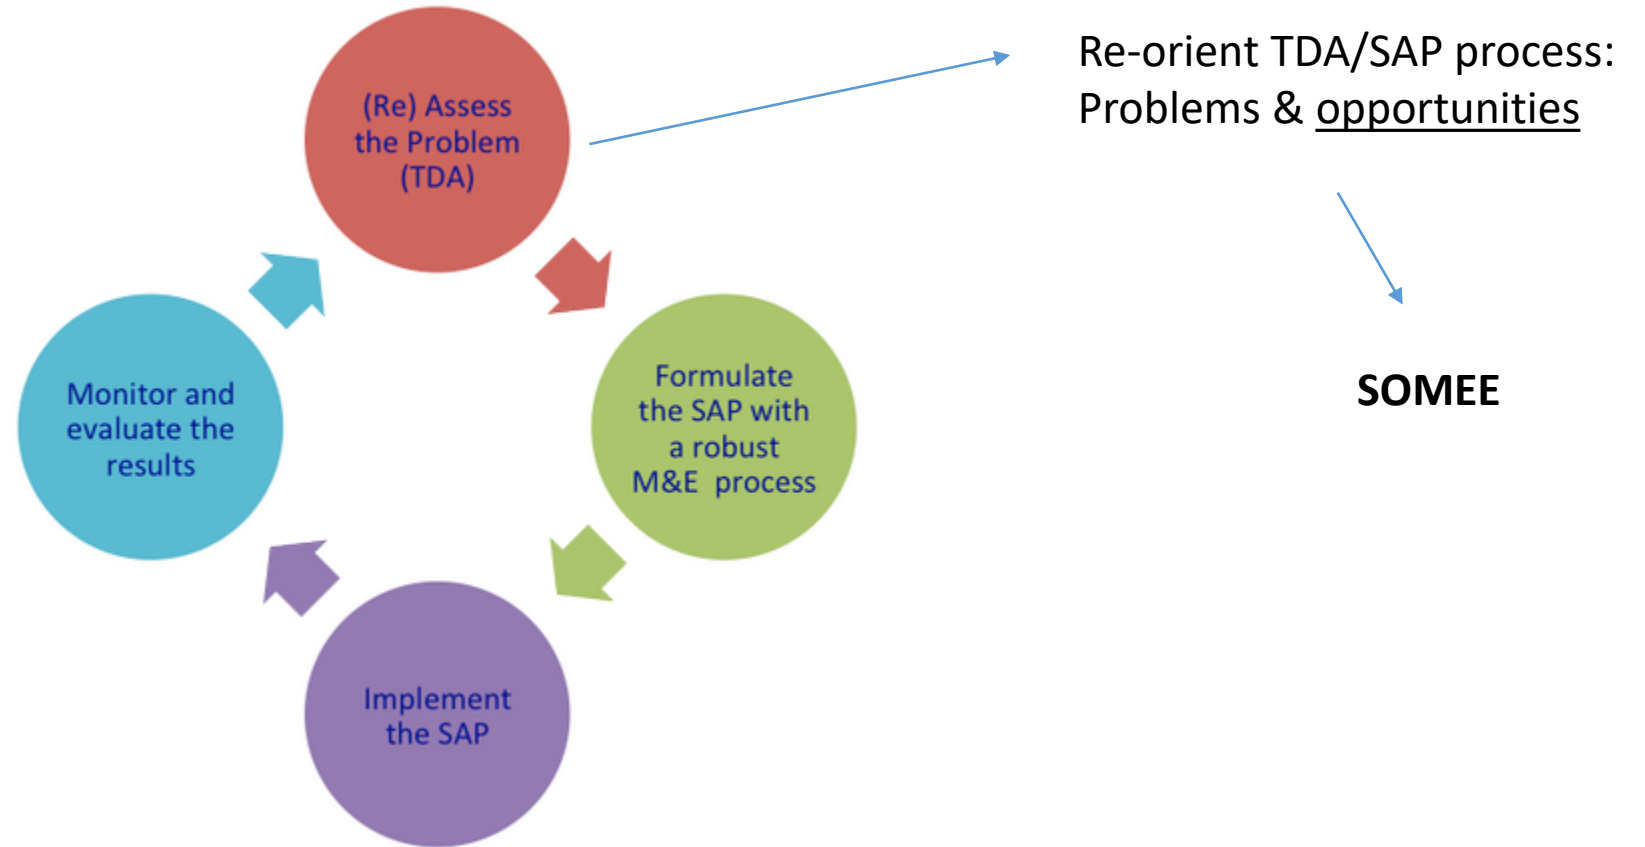 (Re) Assess
the Problem
(TDA)
Re-orient TDA/SAP process:
Problems & opportunities
SOMEE
Formulate
the SAP with
a robust
M&E process
Implement
the SAP
Monitor and
evaluate the
results